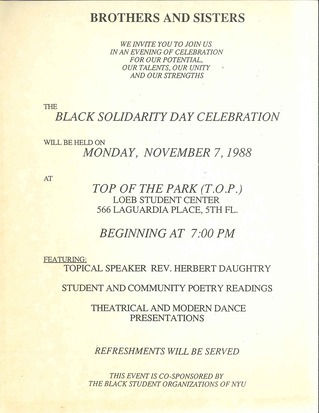 BROTHERS AND SISTERS
WE INVITE YOU TO JOIN US
IN AN EVENING OF CELEBRATION
FOR OUR POTENTIAL,
OUR TALENTS, OUR UNITY
AND OUR STRENGTHS
THE
BLACK SOLIDARITY DAY CELEBRATION
WILL BE HELD ON
MONDAY, NOVEMBER 7, 1988
AT
TOP OF THE PARK (T.O.P.)
LOEB STUDENT CENTER
566 LAGUARDIA PLACE, 5TH FL.
BEGINNING AT 7:00 PM
FEATURING:
TOPICAL SPEAKER REV. HERBERT DAUGHTRY
STUDENT AND COMMUNITY POETRY READINGS
THEATRICAL AND MODERN DANCE
PRESENTATIONS
REFRESHMENTS WILL BE SERVED
THIS EVENT IS CO-SPONSORED BY
THE BLACK STUDENT ORGANIZATIONS OF NYU